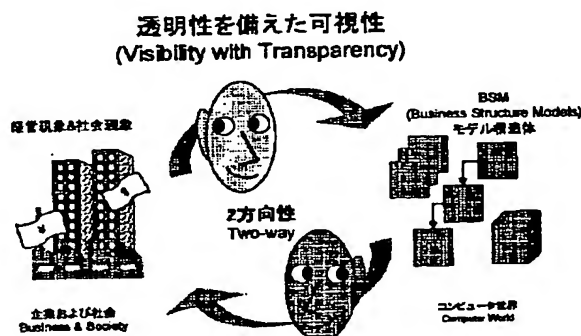 透明性を備えた可視性
(Visibility with Transparency)
経営現象&社会現象
BSM
(Business Structure Models)
モデル構造体
2方向性
Two-way
企業および社会
Business & Society
コンピュータ世界
Computer World